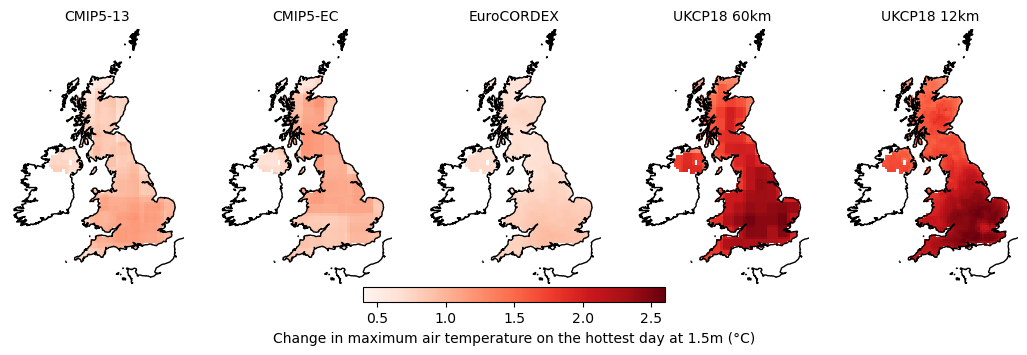 CMIP5-13 CMIP5-EC EuroCORDEX UKCP18 60km UKCP18 12km
0.5 1.0 1.5 2.0 2.5
Change in maximum air temperature on the hottest day at 1.5m (°C)